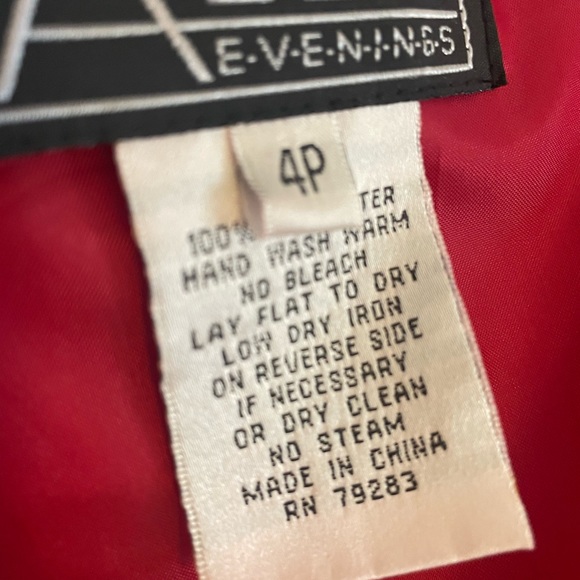 E·V·E·N·I·N·G·S
4P
100% TER
HAND WASH WARM
NO BLEACH
LAY FLAT TO DRY
LOW DRY IRON
ON REVERSE SIDE
IF NECESSARY
OR DRY CLEAN
NO STEAM
MADE IN CHINA
RN 79283